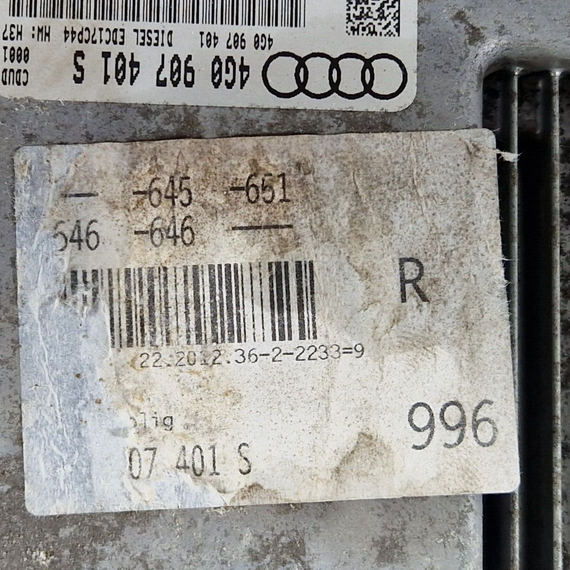 4G0 907 401 S
4G0 907 401 DIESEL EDC17CP44 HW: H37
CDUD
0001
— -645 -651
646 -646 —
R
22.2012.36-2-2233=9
996
07 401 S